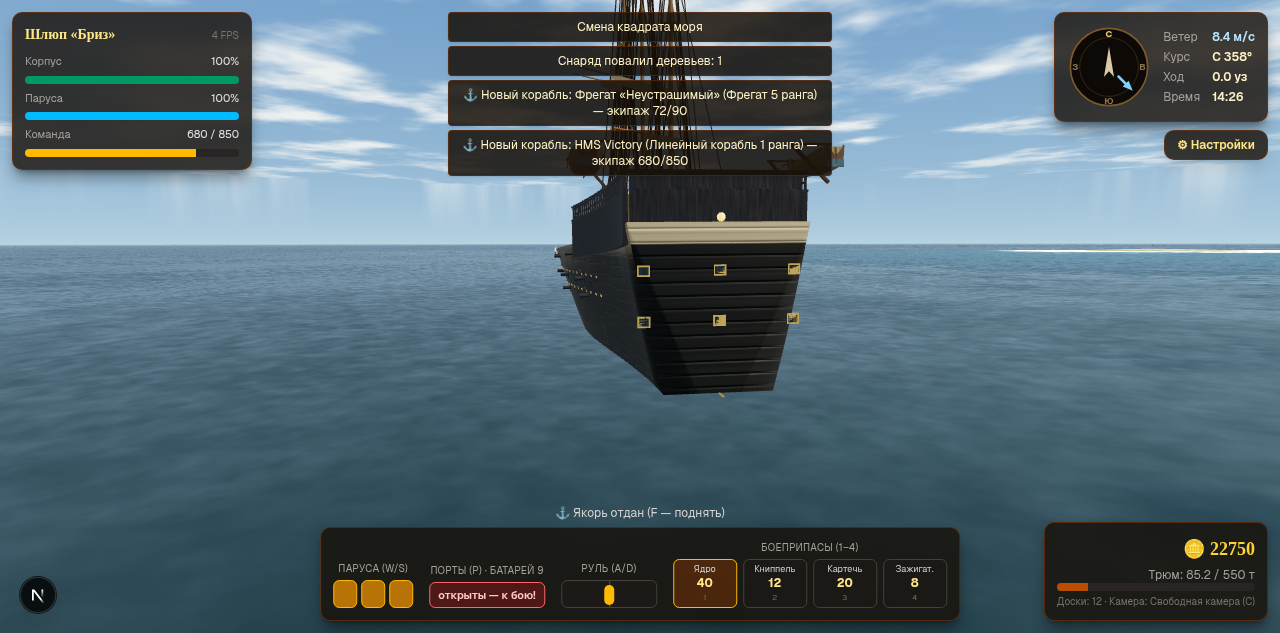 Шлюп «Бриз»
4 FPS
Корпус 100%
Паруса 100%
Команда 680 / 850
Смена квадрата моря
Снаряд повалил деревьев: 1
⚓ Новый корабль: Фрегат «Неустрашимый» (Фрегат 5 ранга)
— экипаж 72/90
⚓ Новый корабль: HMS Victory (Линейный корабль 1 ранга) —
экипаж 680/850
С
З
В
Ю
Ветер 8.4 м/с
Курс С 358°
Ход 0.0 уз
Время 14:26
⚙ Настройки
⚓ Якорь отдан (F — поднять)
ПАРУСА (W/S)
ПОРТЫ (P) · БАТАРЕЙ 9
открыты — к бою!
РУЛЬ (A/D)
БОЕПРИПАСЫ (1–4)
Ядро
40
1
Книппель
12
2
Картечь
20
3
Зажигат.
8
4
22750
Трюм: 85.2 / 550 т
Доски: 12 · Камера: Свободная камера (C)
N